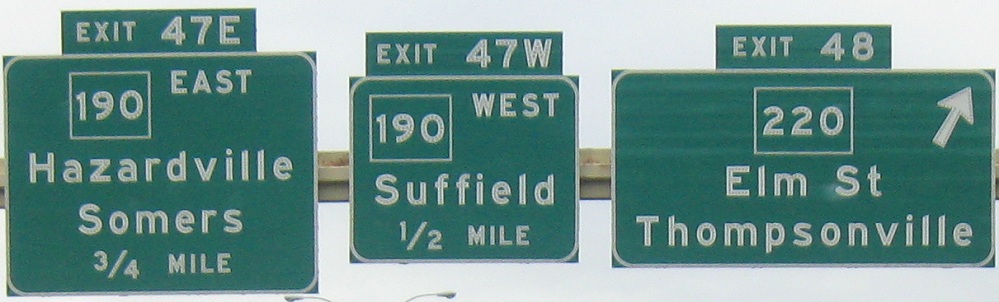 EXIT 47E
190 EAST
Hazardville
Somers
3/4 MILE
EXIT 47W
190 WEST
Suffield
1/2 MILE
EXIT 48
220
Elm St
Thompsonville